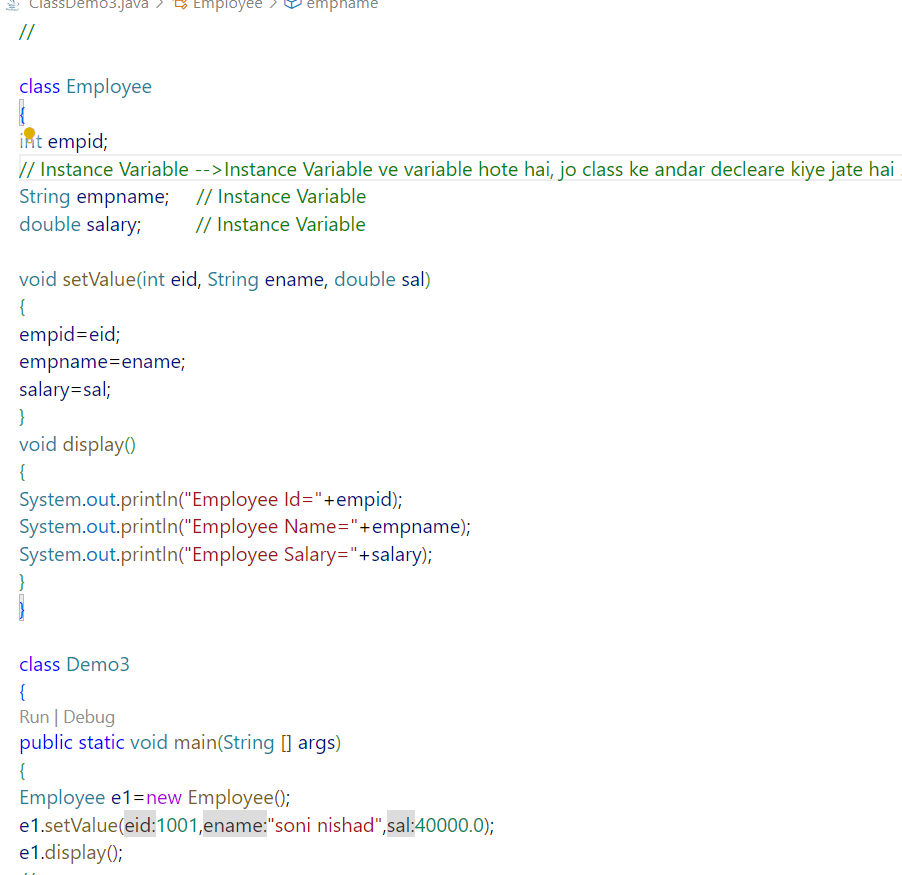 ClassDemo3.java > Employee > empname
//
class Employee
{
int empid;
// Instance Variable -->Instance Variable ve variable hote hai, jo class ke andar decleare kiye jate hai
String empname; // Instance Variable
double salary; // Instance Variable
void setValue(int eid, String ename, double sal)
{
empid=eid;
empname=ename;
salary=sal;
}
void display()
{
System.out.println("Employee Id="+empid);
System.out.println("Employee Name="+empname);
System.out.println("Employee Salary="+salary);
}
}
class Demo3
{
Run | Debug
public static void main(String [] args)
{
Employee e1=new Employee();
e1.setValue(eid:1001,ename:"soni nishad",sal:40000.0);
e1.display();